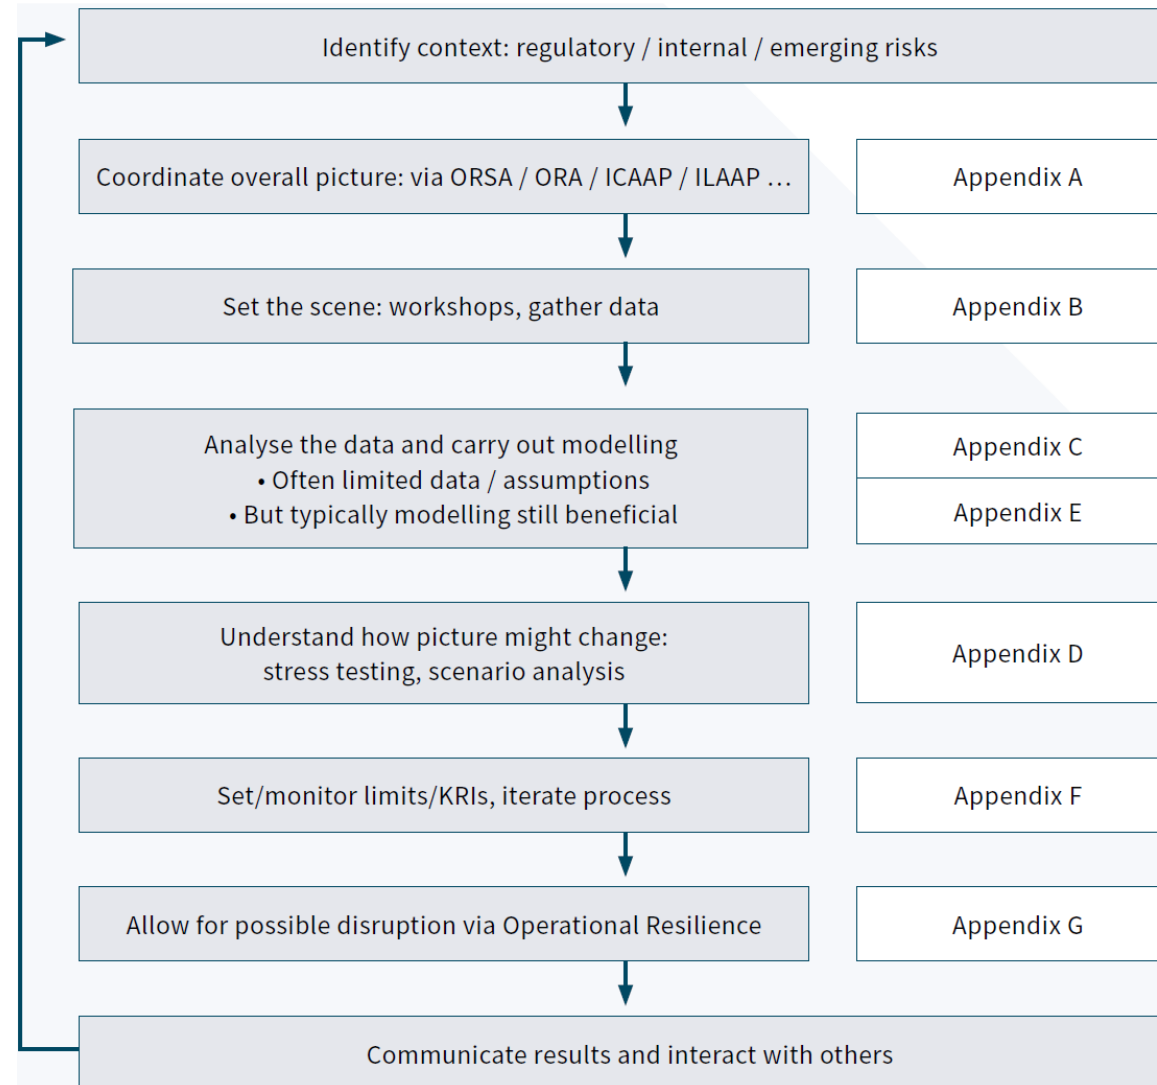 Identify context: regulatory / internal / emerging risks
Coordinate overall picture: via ORSA / ORA / ICAAP / ILAAP …
Appendix A
Set the scene: workshops, gather data
Appendix B
Analyse the data and carry out modelling
• Often limited data / assumptions
• But typically modelling still beneficial
Appendix C
Appendix E
Understand how picture might change:
stress testing, scenario analysis
Appendix D
Set/monitor limits/KRIs, iterate process
Appendix F
Allow for possible disruption via Operational Resilience
Appendix G
Communicate results and interact with others